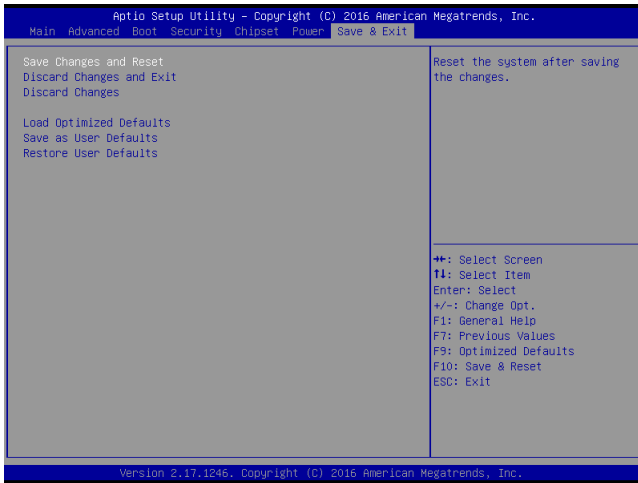 Aptio Setup Utility – Copyright (C) 2016 American Megatrends, Inc.
Main Advanced Boot Security Chipset Power Save & Exit
Save Changes and Reset
Discard Changes and Exit
Discard Changes
Load Optimized Defaults
Save as User Defaults
Restore User Defaults
Reset the system after saving
the changes.
→←: Select Screen
↑↓: Select Item
Enter: Select
+/-: Change Opt.
F1: General Help
F7: Previous Values
F9: Optimized Defaults
F10: Save & Reset
ESC: Exit
Version 2.17.1246. Copyright (C) 2016 American Megatrends, Inc.